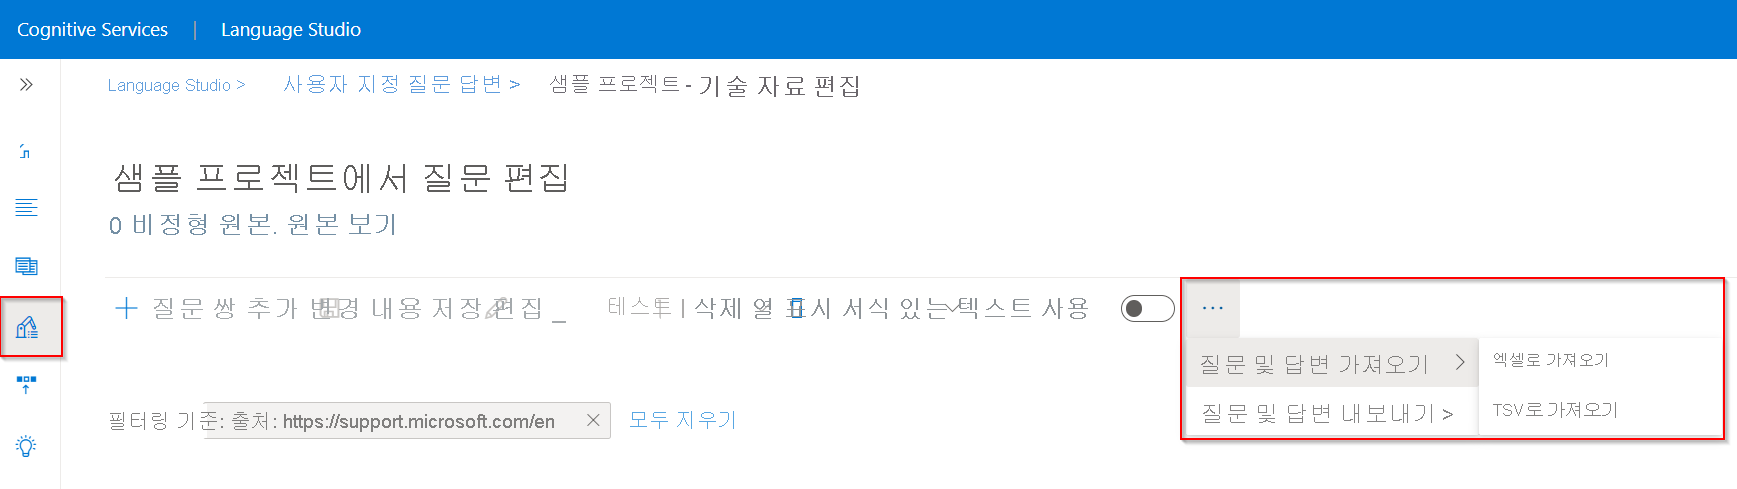 Cognitive Services | Language Studio
Language Studio > 사용자 지정 질문 답변 > 샘플 프로젝트 - 기술 자료 편집
샘플 프로젝트에서 질문 편집
0 비정형 원본. 원본 보기
질문 쌍 추가 변경 내용 저장 편집 _ 테스트 | 삭제 열 표시 서식 있는 텍스트 사용 ...
질문 및 답변 가져오기 > 엑셀로 가져오기
질문 및 답변 내보내기 > TSV로 가져오기
필터링 기준: 출처: https://support.microsoft.com/en 모두 지우기